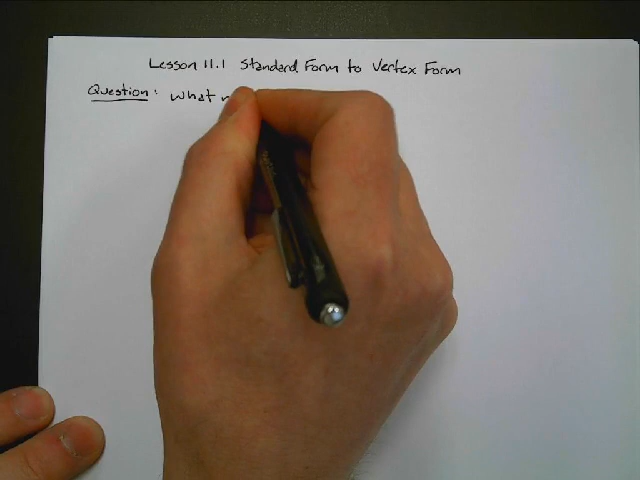 Lesson 11.1 Standard Form to Vertex Form
Question: What